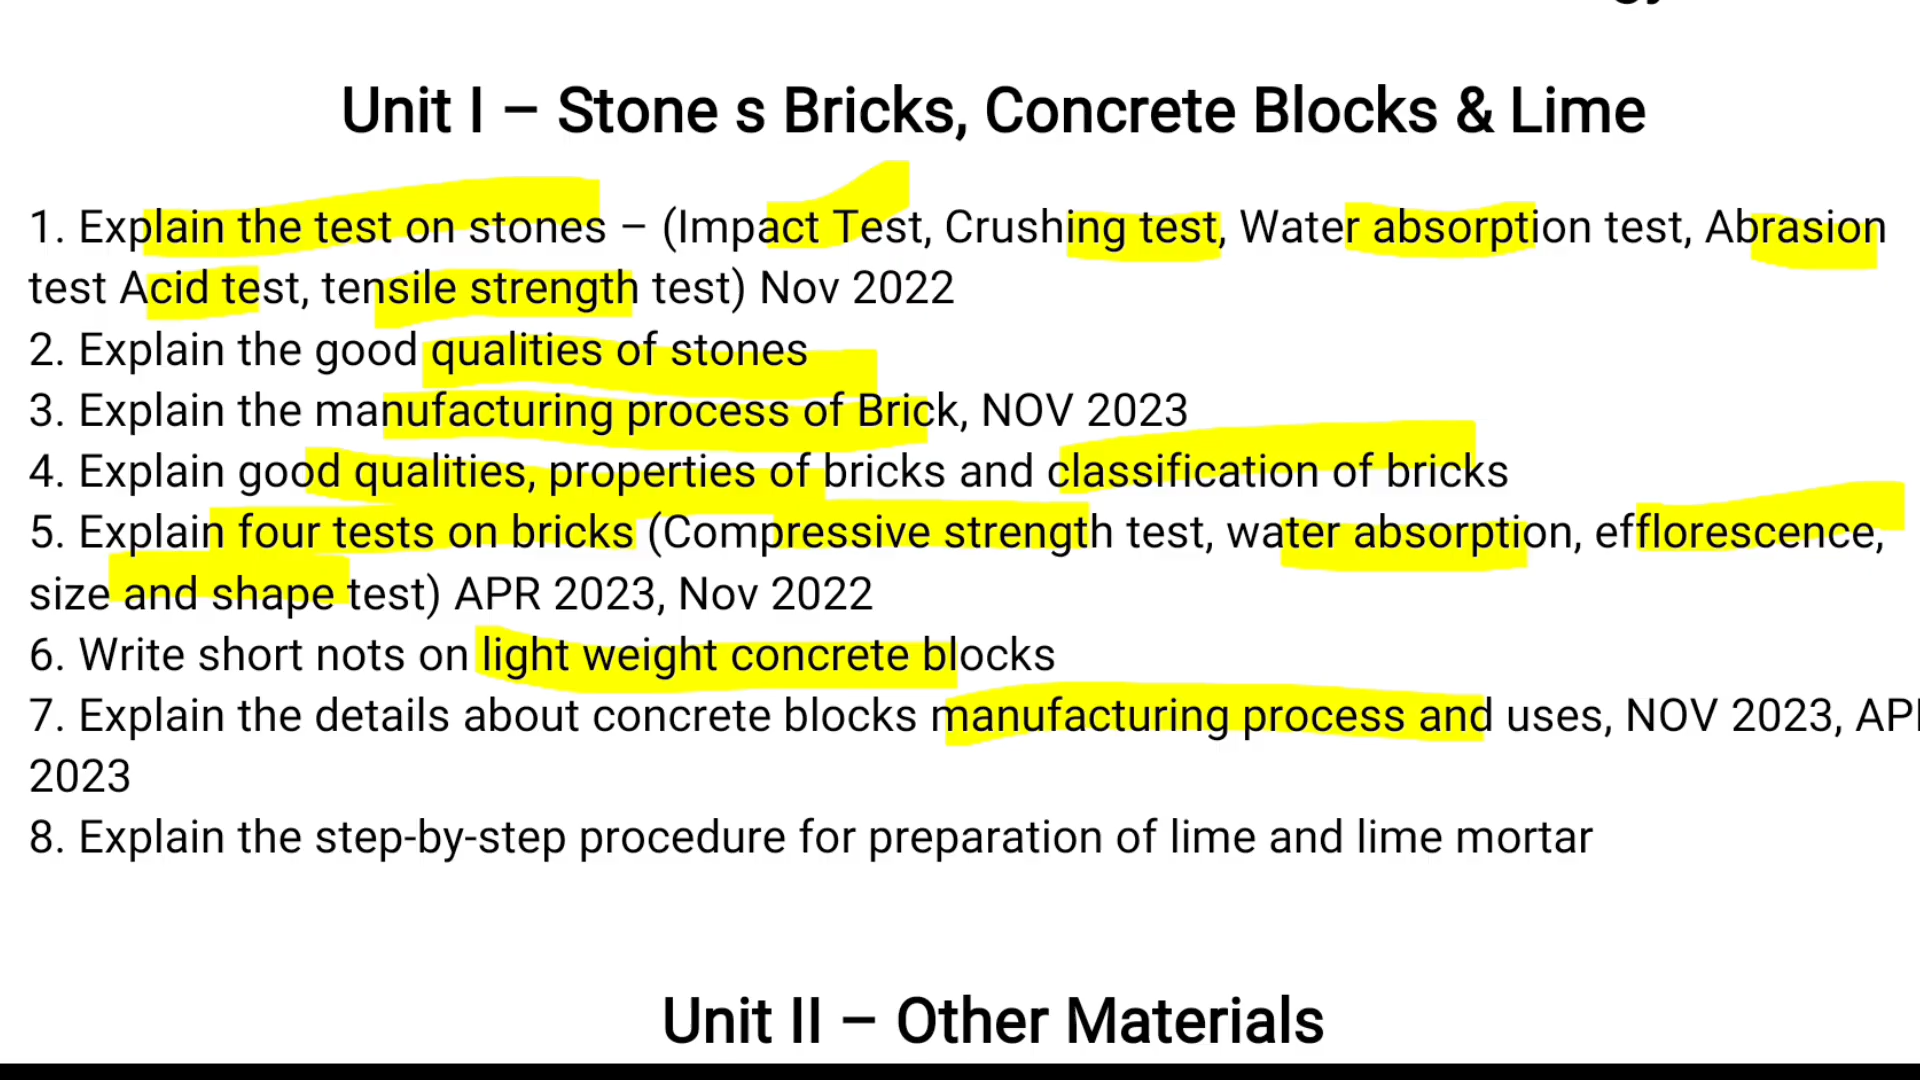 Unit I – Stone s Bricks, Concrete Blocks & Lime
1. Explain the test on stones – (Impact Test, Crushing test, Water absorption test, Abrasion
test Acid test, tensile strength test) Nov 2022
2. Explain the good qualities of stones
3. Explain the manufacturing process of Brick, NOV 2023
4. Explain good qualities, properties of bricks and classification of bricks
5. Explain four tests on bricks (Compressive strength test, water absorption, efflorescence,
size and shape test) APR 2023, Nov 2022
6. Write short nots on light weight concrete blocks
7. Explain the details about concrete blocks manufacturing process and uses, NOV 2023,
2023
8. Explain the step-by-step procedure for preparation of lime and lime mortar
Unit II – Other Materials